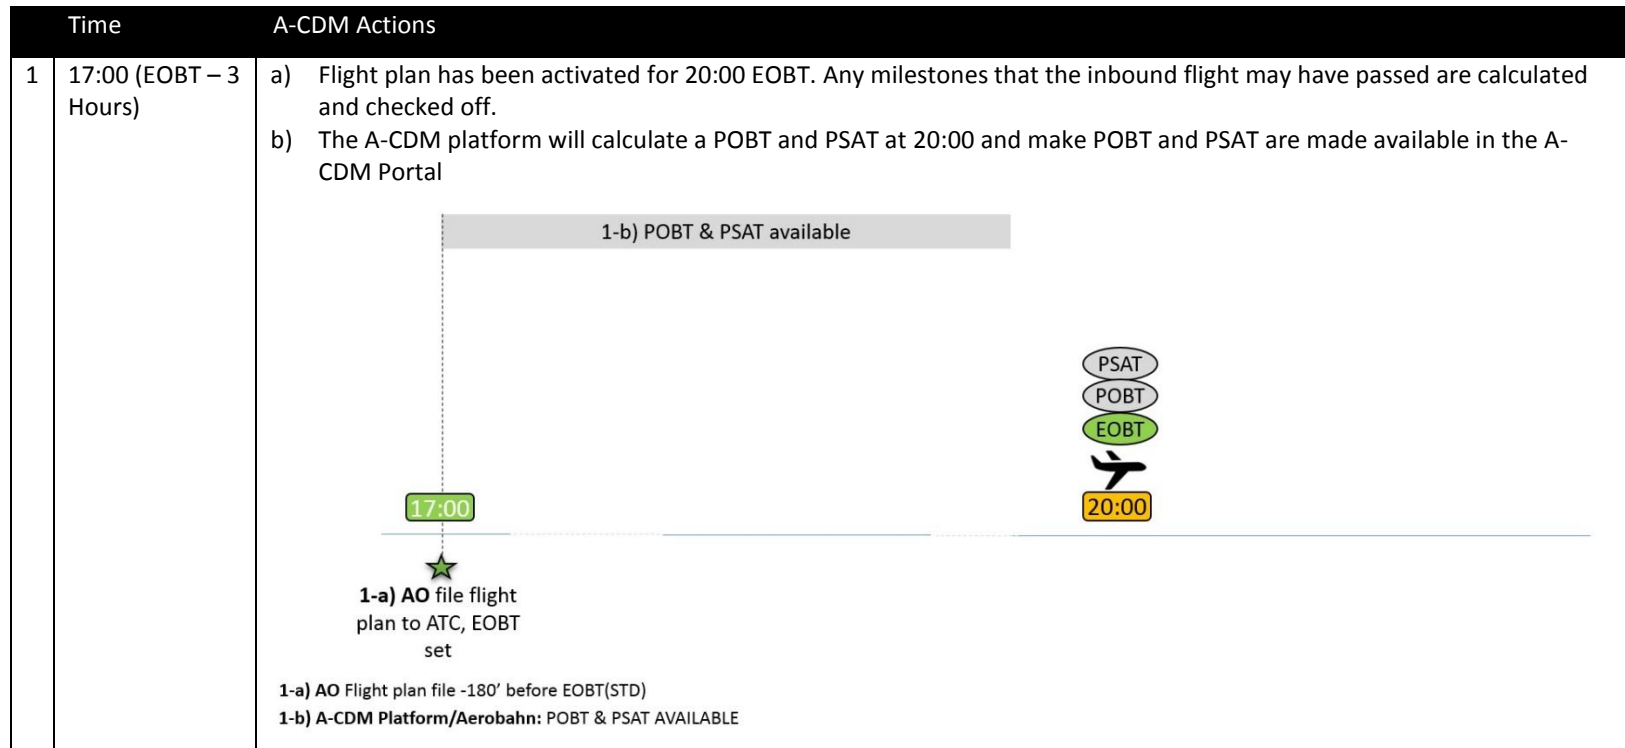 Time A-CDM Actions
1 17:00 (EOBT – 3 Hours)
a) Flight plan has been activated for 20:00 EOBT. Any milestones that the inbound flight may have passed are calculated
and checked off.
b) The A-CDM platform will calculate a POBT and PSAT at 20:00 and make POBT and PSAT are made available in the A-
CDM Portal
1-b) POBT & PSAT available
PSAT
POBT
EOBT
17:00
20:00
1-a) AO file flight
plan to ATC, EOBT
set
1-a) AO Flight plan file -180’ before EOBT(STD)
1-b) A-CDM Platform/Aerobahn: POBT & PSAT AVAILABLE